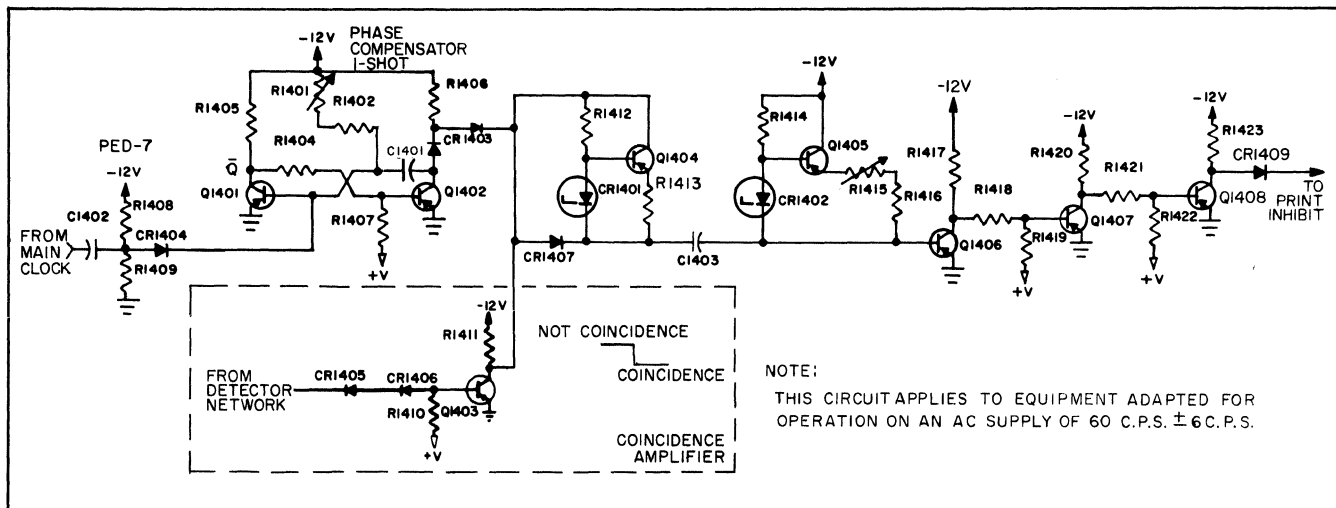 -12V
PHASE
COMPENSATOR
1-SHOT
R1401
R1402
R1406
R1405
R1404
C1401
CR1403
Q̄
Q1401
Q1402
R1407
+V
PED-7
-12V
R1408
C1402
CR1404
FROM
MAIN
CLOCK
R1409
R1412
Q1404
CR1401
R1413
CR1407
C1403
-12V
R1414
Q1405
CR1402
R1415
R1416
-12V
R1417
R1418
Q1406
R1419
+V
-12V
R1420
Q1407
R1421
R1422
+V
-12V
R1423
CR1409
Q1408
TO
PRINT
INHIBIT
-12V
R1411
NOT COINCIDENCE
COINCIDENCE
FROM
DETECTOR
NETWORK
CR1405
CR1406
R1410
Q1403
+V
COINCIDENCE
AMPLIFIER
NOTE:
THIS CIRCUIT APPLIES TO EQUIPMENT ADAPTED FOR
OPERATION ON AN AC SUPPLY OF 60 C.P.S. ±6 C.P.S.